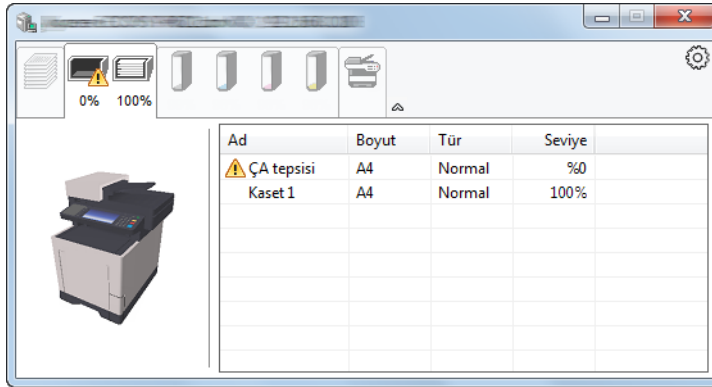 0% 100%
Ad Boyut Tür Seviye
ÇA tepsisi A4 Normal %0
Kaset 1 A4 Normal 100%